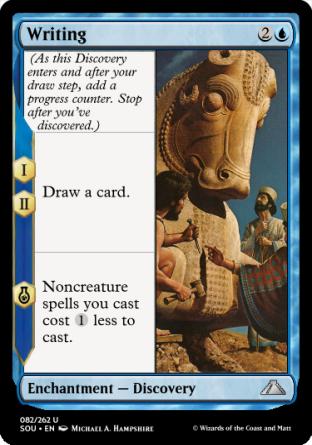 Writing 2
(As this Discovery
enters and after your
draw step, add a
progress counter. Stop
after you've
discovered.)
I
II
Draw a card.
Noncreature
spells you cast
cost 1 less to
cast.
Enchantment — Discovery
082/262 U
SOU • EN Michael A. Hampshire
© Wizards of the Coast and Matt